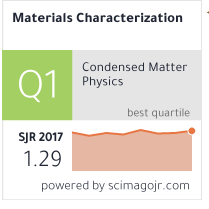 Materials Characterization
Q1
Condensed Matter
Physics
best quartile
SJR 2017
1.29
powered by scimagojr.com